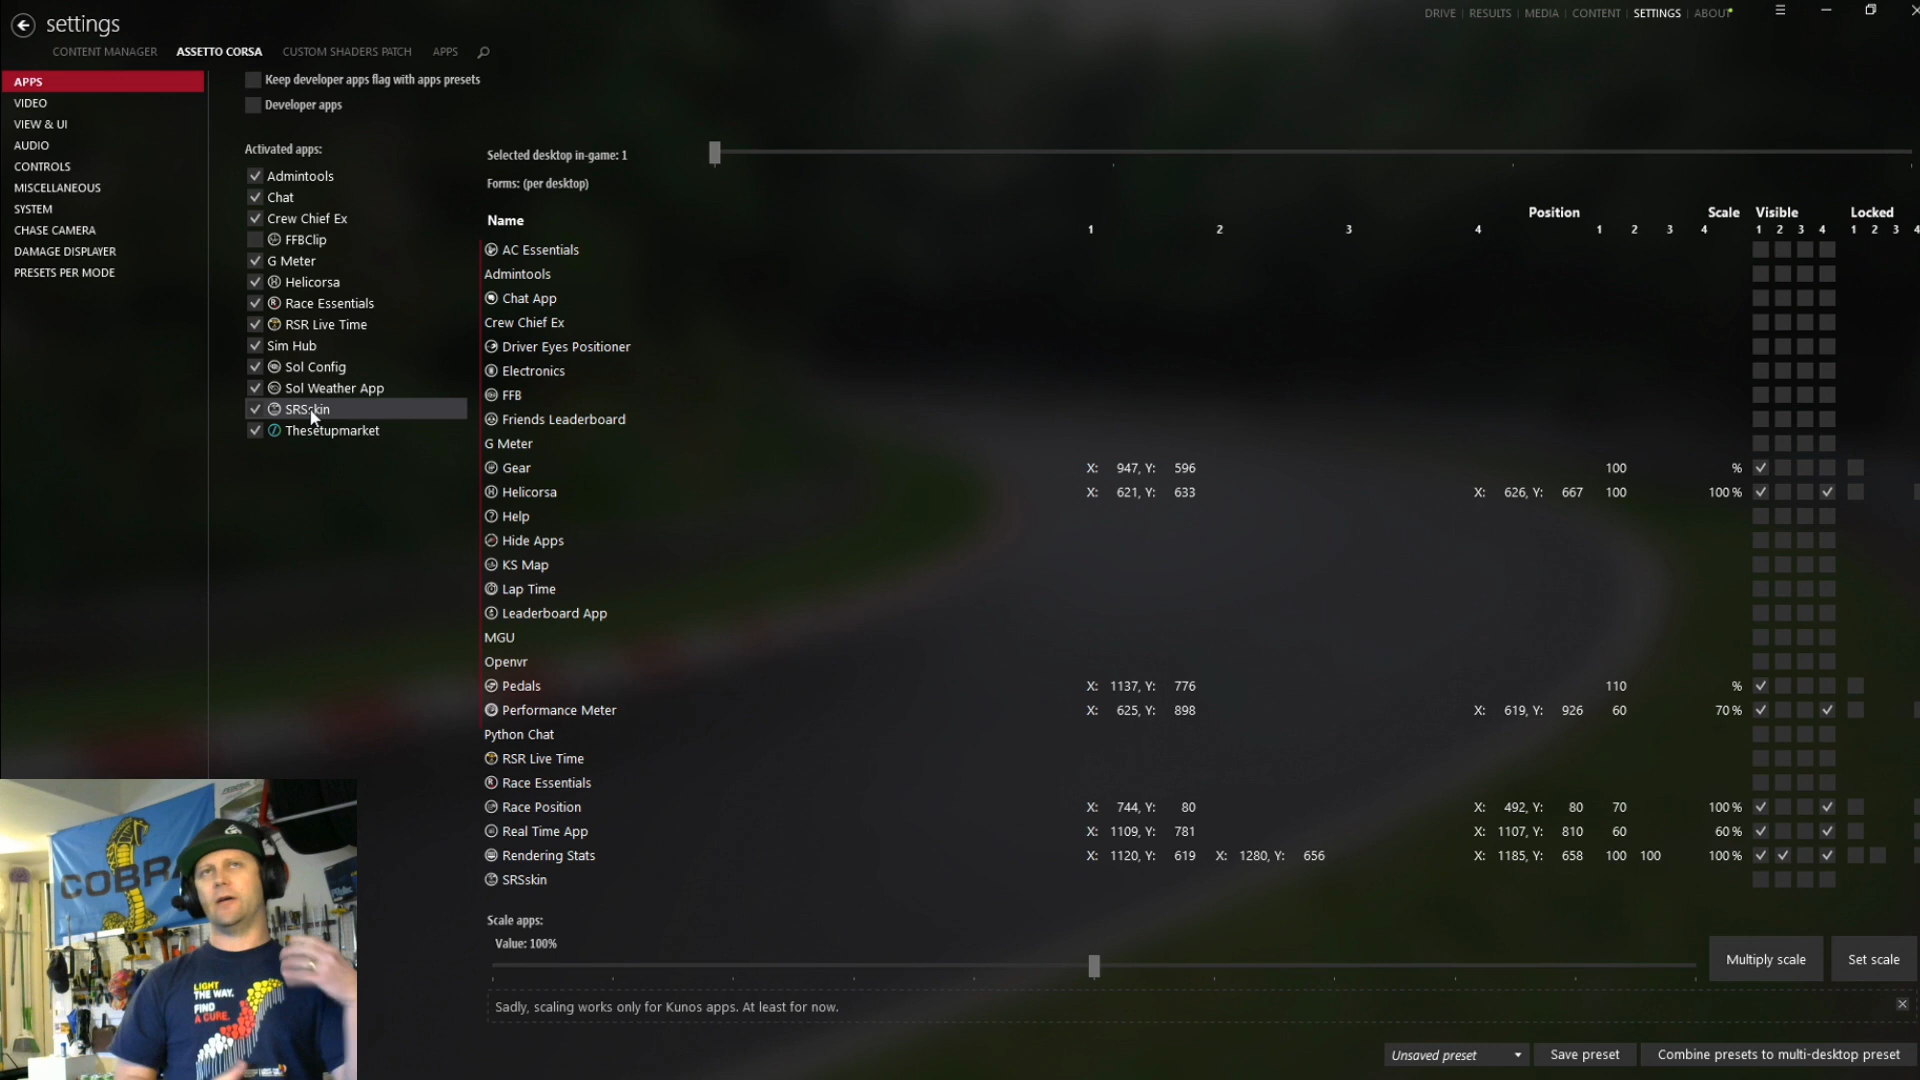 settings
DRIVE | RESULTS | MEDIA | CONTENT | SETTINGS | ABOUT
CONTENT MANAGER ASSETTO CORSA CUSTOM SHADERS PATCH APPS
APPS
VIDEO
VIEW & UI
AUDIO
CONTROLS
MISCELLANEOUS
SYSTEM
CHASE CAMERA
DAMAGE DISPLAYER
PRESETS PER MODE
Keep developer apps flag with apps presets
Developer apps
Activated apps:
Admintools
Chat
Crew Chief Ex
FFBClip
G Meter
Helicorsa
Race Essentials
RSR Live Time
Sim Hub
Sol Config
Sol Weather App
SRSskin
Thesetupmarket
Selected desktop in-game: 1
Forms: (per desktop)
Name Position Scale Visible Locked
1 2 3 4 1 2 3 4 1 2 3 4 1 2 3 4
AC Essentials
Admintools
Chat App
Crew Chief Ex
Driver Eyes Positioner
Electronics
FFB
Friends Leaderboard
G Meter
Gear X: 947, Y: 596 100 %
Helicorsa X: 621, Y: 633 X: 626, Y: 667 100 100 %
Help
Hide Apps
KS Map
Lap Time
Leaderboard App
MGU
Openvr
Pedals X: 1137, Y: 776 110 %
Performance Meter X: 625, Y: 898 X: 619, Y: 926 60 70 %
Python Chat
RSR Live Time
Race Essentials
Race Position X: 744, Y: 80 X: 492, Y: 80 70 100 %
Real Time App X: 1109, Y: 781 X: 1107, Y: 810 60 60 %
Rendering Stats X: 1120, Y: 619 X: 1280, Y: 656 X: 1185, Y: 658 100 100 100 %
SRSskin
Scale apps:
Value: 100%
Multiply scale Set scale
Sadly, scaling works only for Kunos apps. At least for now.
Unsaved preset Save preset Combine presets to multi-desktop preset
COBRA
LIGHT
THE WAY.
FIND
A CURE.